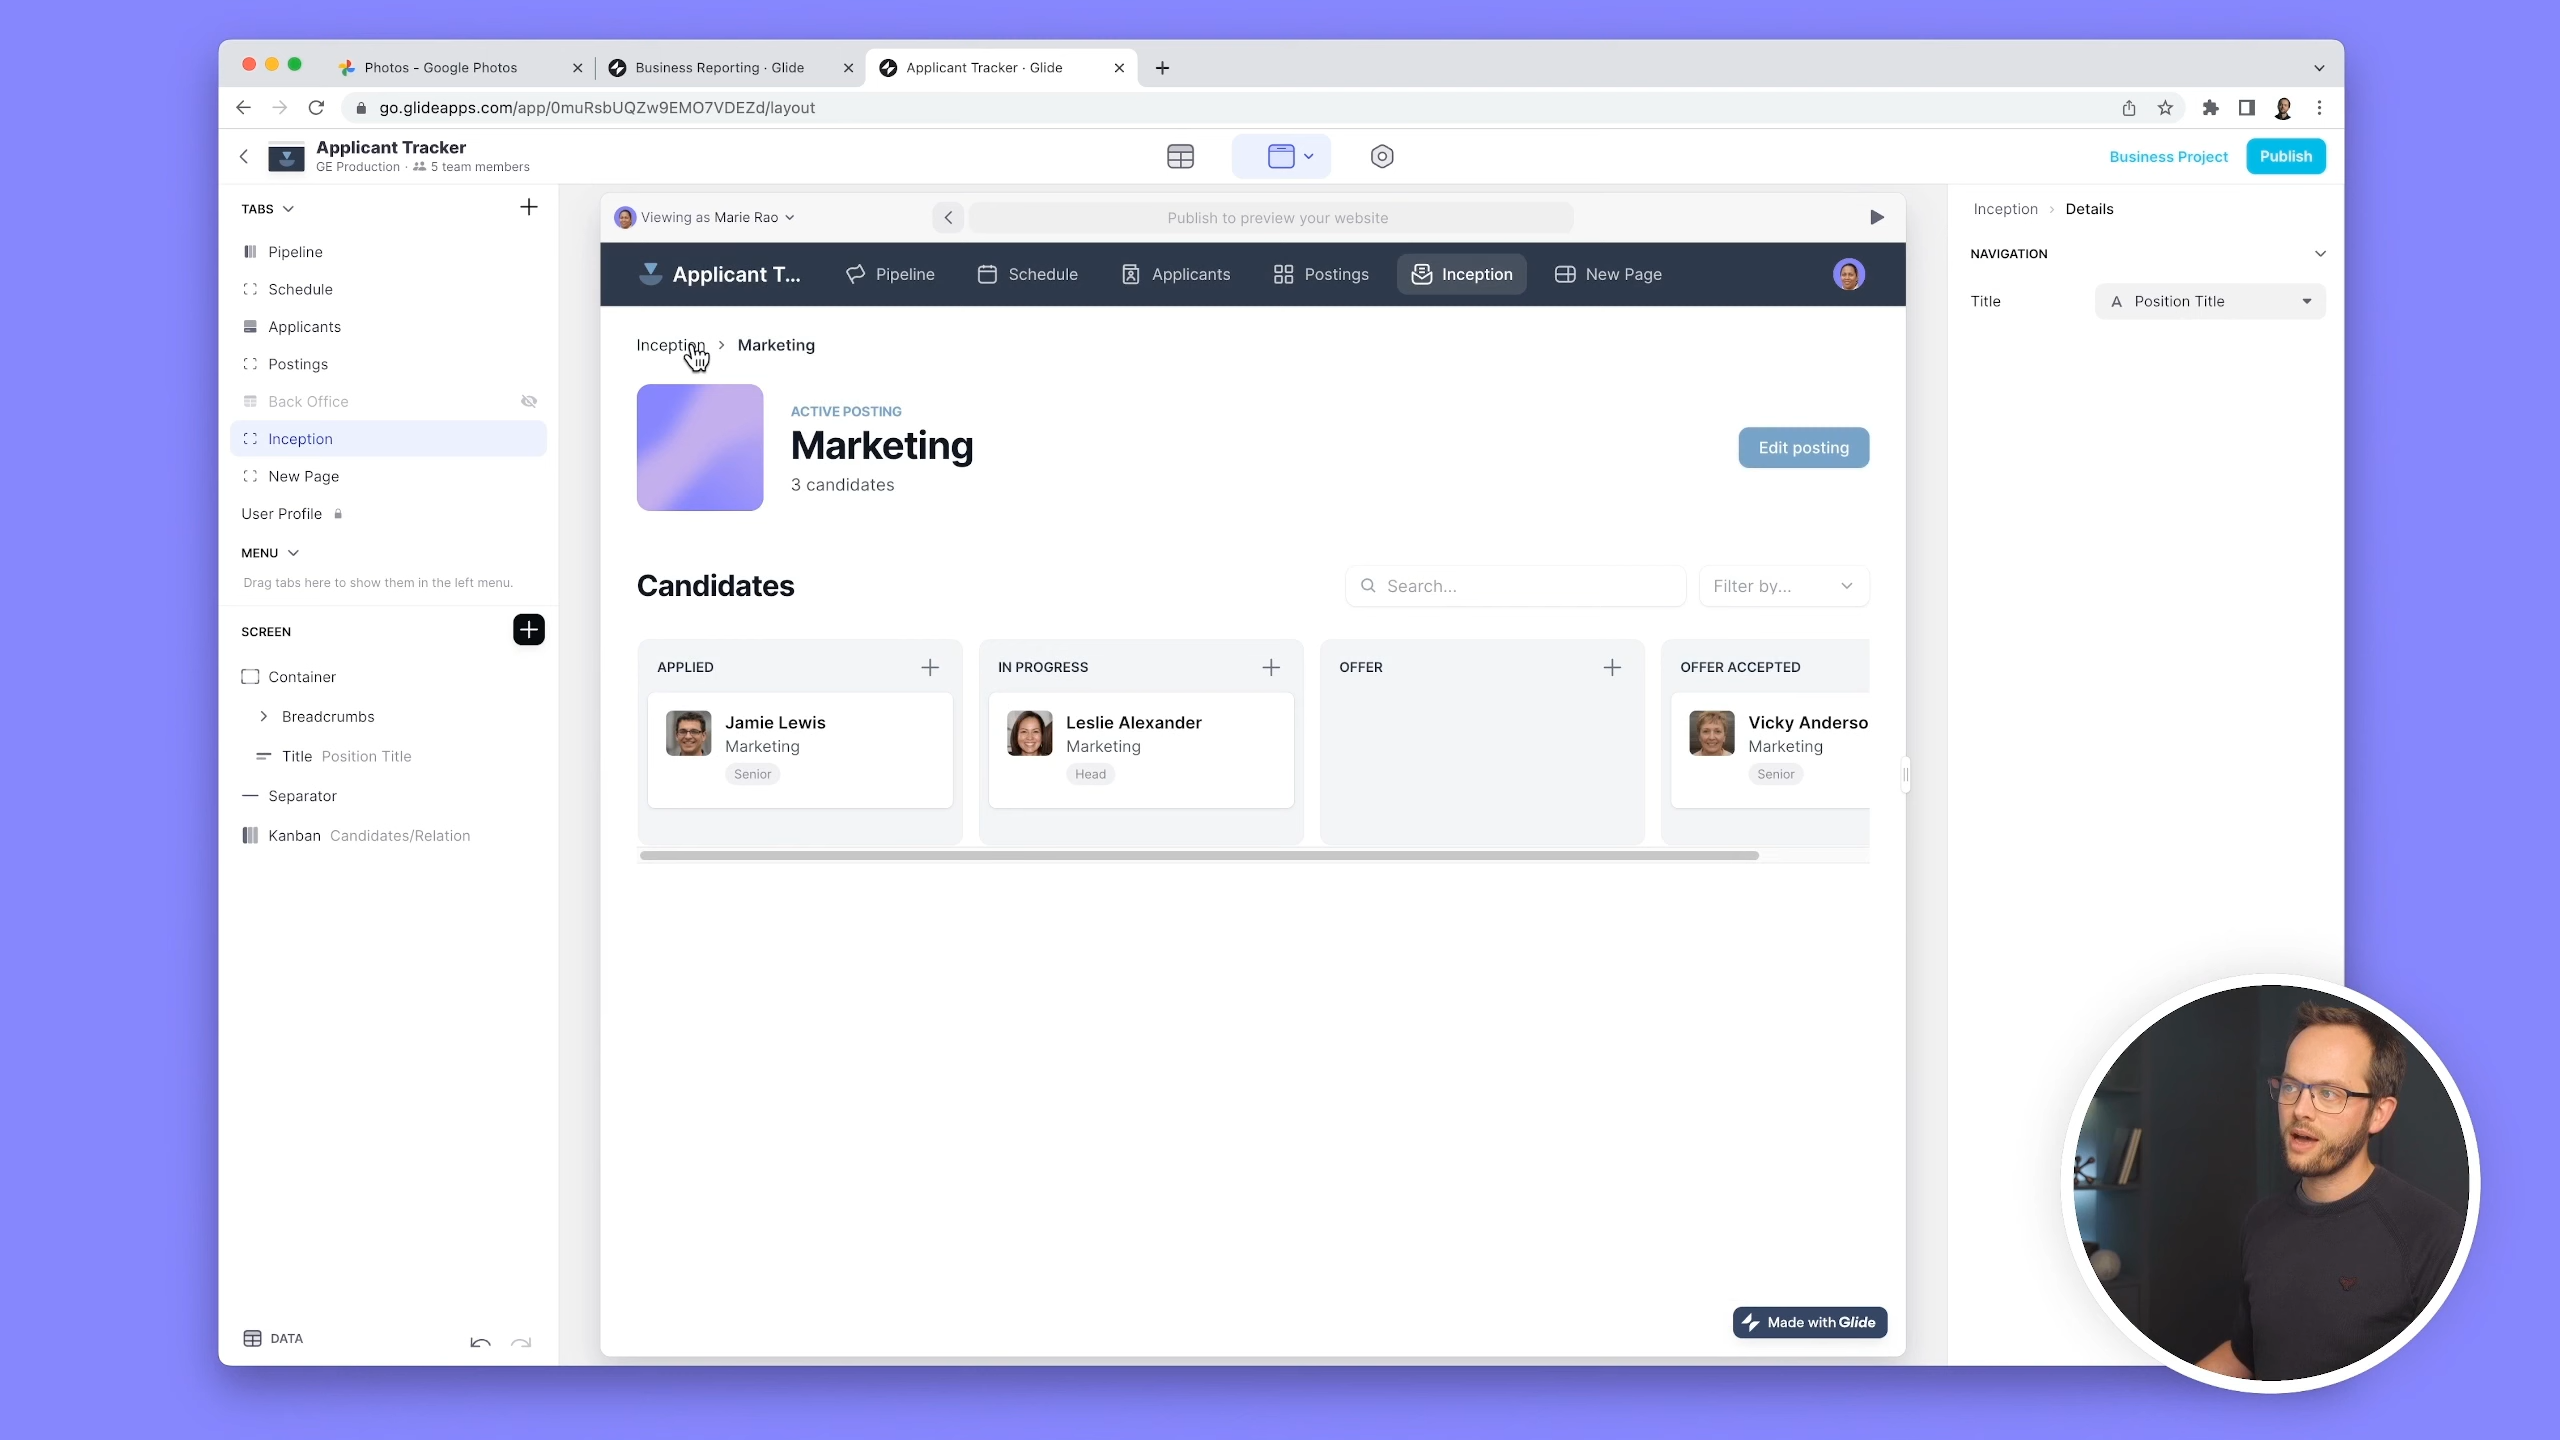 Photos - Google Photos
Business Reporting · Glide
Applicant Tracker · Glide
go.glideapps.com/app/0muRsbUQZw9EMO7VDEZd/layout
Applicant Tracker
GE Production · 5 team members
Business Project
Publish
TABS
Pipeline
Schedule
Applicants
Postings
Back Office
Inception
New Page
User Profile
MENU
Drag tabs here to show them in the left menu.
SCREEN
Container
Breadcrumbs
Title Position Title
Separator
Kanban Candidates/Relation
DATA
Viewing as Marie Rao
Publish to preview your website
Applicant T...
Pipeline
Schedule
Applicants
Postings
Inception
New Page
Inception > Marketing
ACTIVE POSTING
Marketing
3 candidates
Edit posting
Candidates
Search...
Filter by...
APPLIED
Jamie Lewis
Marketing
Senior
IN PROGRESS
Leslie Alexander
Marketing
Head
OFFER
OFFER ACCEPTED
Vicky Anderso
Marketing
Senior
Made with Glide
Inception > Details
NAVIGATION
Title
A Position Title